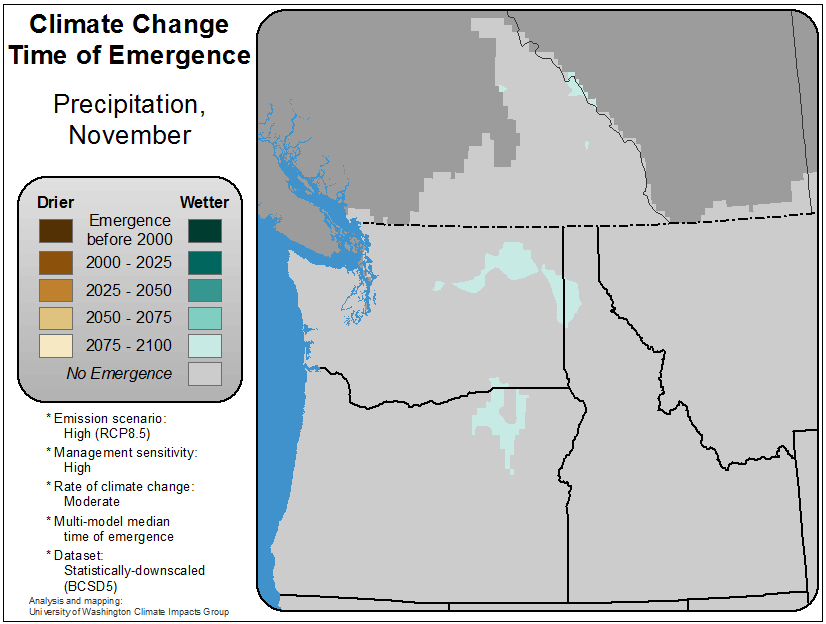 Climate Change
Time of Emergence
Precipitation,
November
Drier Wetter
Emergence
before 2000
2000 - 2025
2025 - 2050
2050 - 2075
2075 - 2100
No Emergence
* Emission scenario:
High (RCP8.5)
* Management sensitivity:
High
* Rate of climate change:
Moderate
* Multi-model median
time of emergence
* Dataset:
Statistically-downscaled
(BCSD5)
Analysis and mapping:
University of Washington Climate Impacts Group